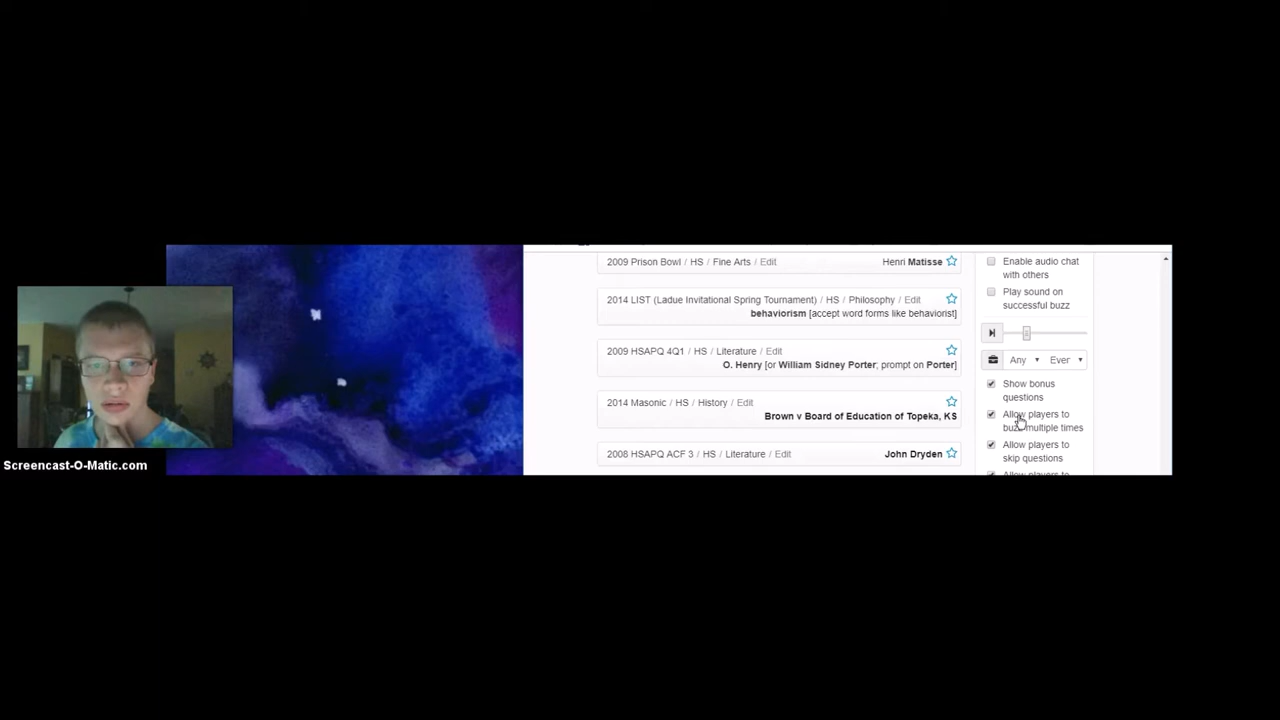 2009 Prison Bowl / HS / Fine Arts / Edit
Henri Matisse
2014 LIST (Ladue Invitational Spring Tournament) / HS / Philosophy / Edit
behaviorism [accept word forms like behaviorist]
2009 HSAPQ 4Q1 / HS / Literature / Edit
O. Henry [or William Sidney Porter; prompt on Porter]
2014 Masonic / HS / History / Edit
Brown v Board of Education of Topeka, KS
2008 HSAPQ ACF 3 / HS / Literature / Edit
John Dryden
Enable audio chat
with others
Play sound on
successful buzz
Any
Ever
Show bonus
questions
Allow players to
buzz multiple times
Allow players to
skip questions
Allow players to
Screencast-O-Matic.com